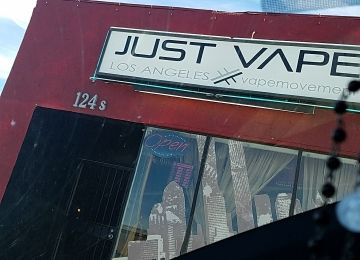 JUST VAPE
LOS ANGELES #vapemovement
124 s
Open